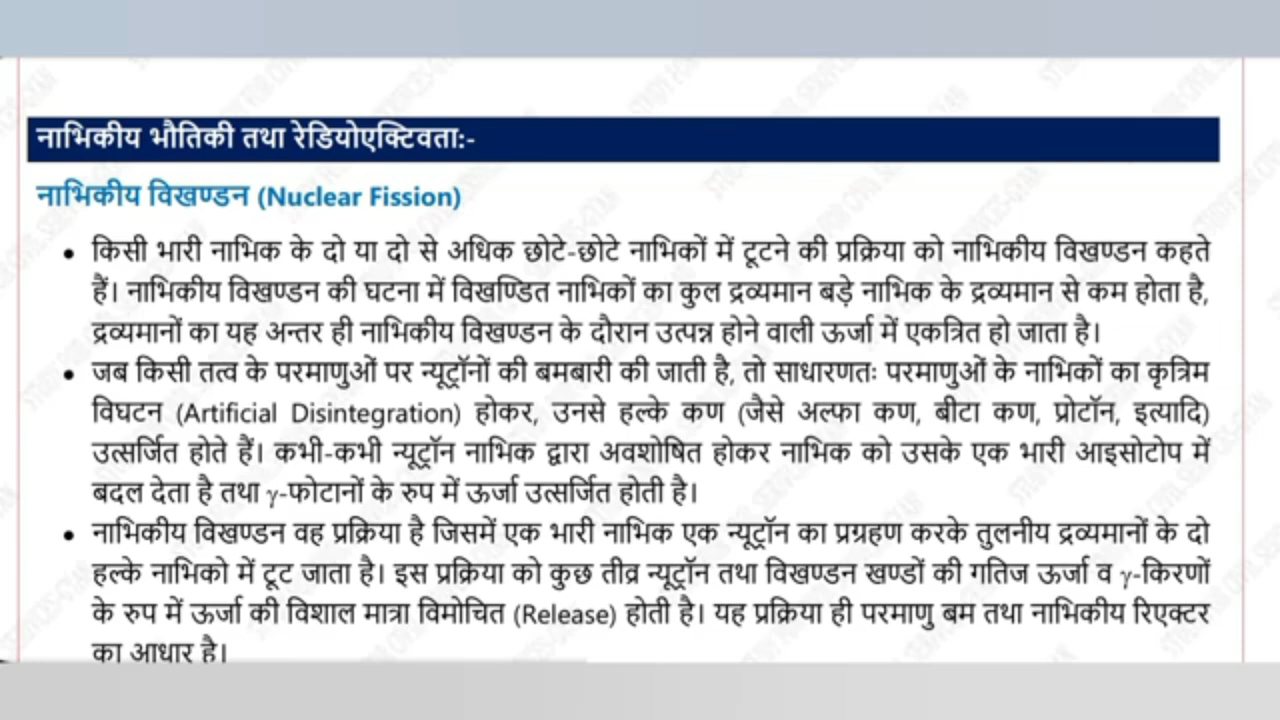 नाभिकीय भौतिकी तथा रेडियोएक्टिवता:-
नाभिकीय विखण्डन (Nuclear Fission)
• किसी भारी नाभिक के दो या दो से अधिक छोटे-छोटे नाभिकों में टूटने की प्रक्रिया को नाभिकीय विखण्डन कहते
हैं। नाभिकीय विखण्डन की घटना में विखण्डित नाभिकों का कुल द्रव्यमान बड़े नाभिक के द्रव्यमान से कम होता है,
द्रव्यमानों का यह अन्तर ही नाभिकीय विखण्डन के दौरान उत्पन्न होने वाली ऊर्जा में एकत्रित हो जाता है।
• जब किसी तत्व के परमाणुओं पर न्यूट्रॉनों की बमबारी की जाती है, तो साधारणतः परमाणुओं के नाभिकों का कृत्रिम
विघटन (Artificial Disintegration) होकर, उनसे हल्के कण (जैसे अल्फा कण, बीटा कण, प्रोटॉन, इत्यादि)
उत्सर्जित होते हैं। कभी-कभी न्यूट्रॉन नाभिक द्वारा अवशोषित होकर नाभिक को उसके एक भारी आइसोटोप में
बदल देता है तथा γ-फोटानों के रुप में ऊर्जा उत्सर्जित होती है।
• नाभिकीय विखण्डन वह प्रक्रिया है जिसमें एक भारी नाभिक एक न्यूट्रॉन का प्रग्रहण करके तुलनीय द्रव्यमानों के दो
हल्के नाभिको में टूट जाता है। इस प्रक्रिया को कुछ तीव्र न्यूट्रॉन तथा विखण्डन खण्डों की गतिज ऊर्जा व γ-किरणों
के रुप में ऊर्जा की विशाल मात्रा विमोचित (Release) होती है। यह प्रक्रिया ही परमाणु बम तथा नाभिकीय रिएक्टर
का आधार है।